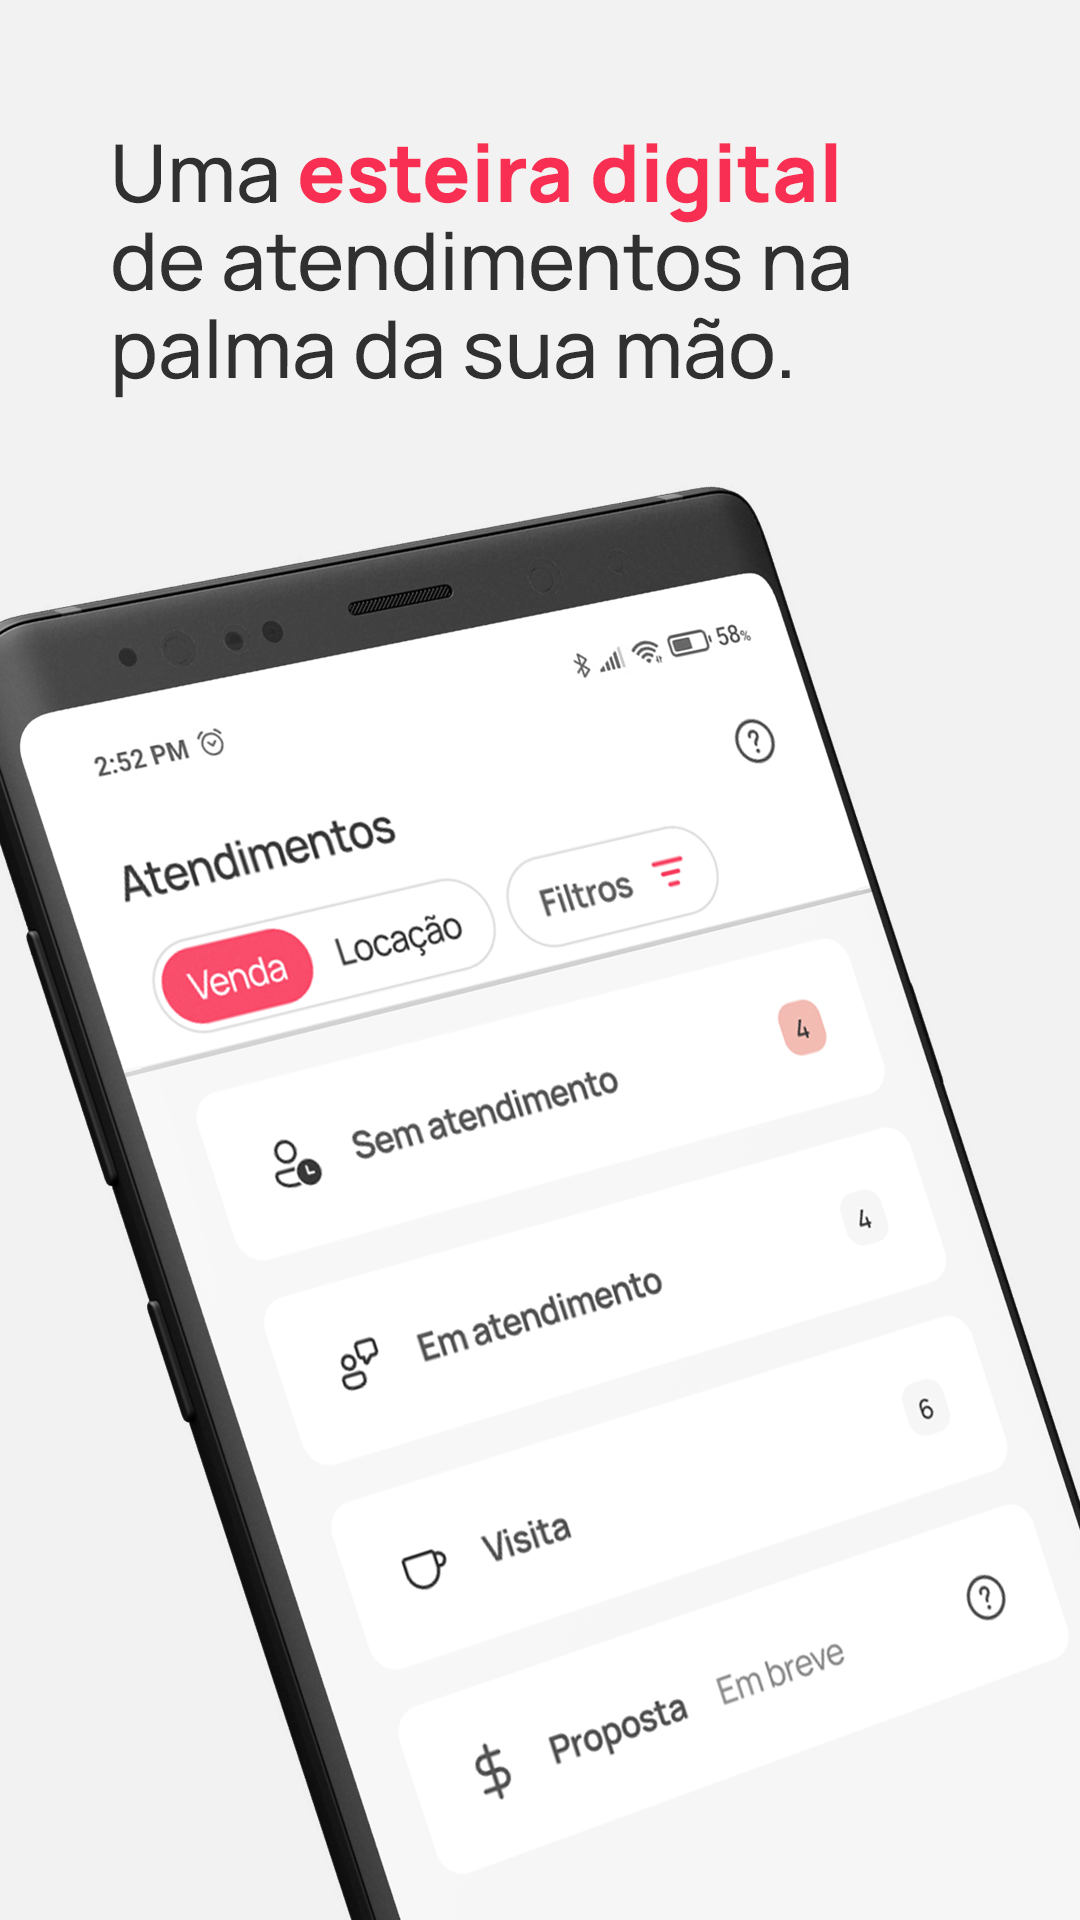 Uma esteira digital
de atendimentos na
palma da sua mão.
58%
2:52 PM
?
Atendimentos
Venda
Locação
Filtros
Sem atendimento
4
Em atendimento
4
Visita
6
Proposta
Em breve
?
$